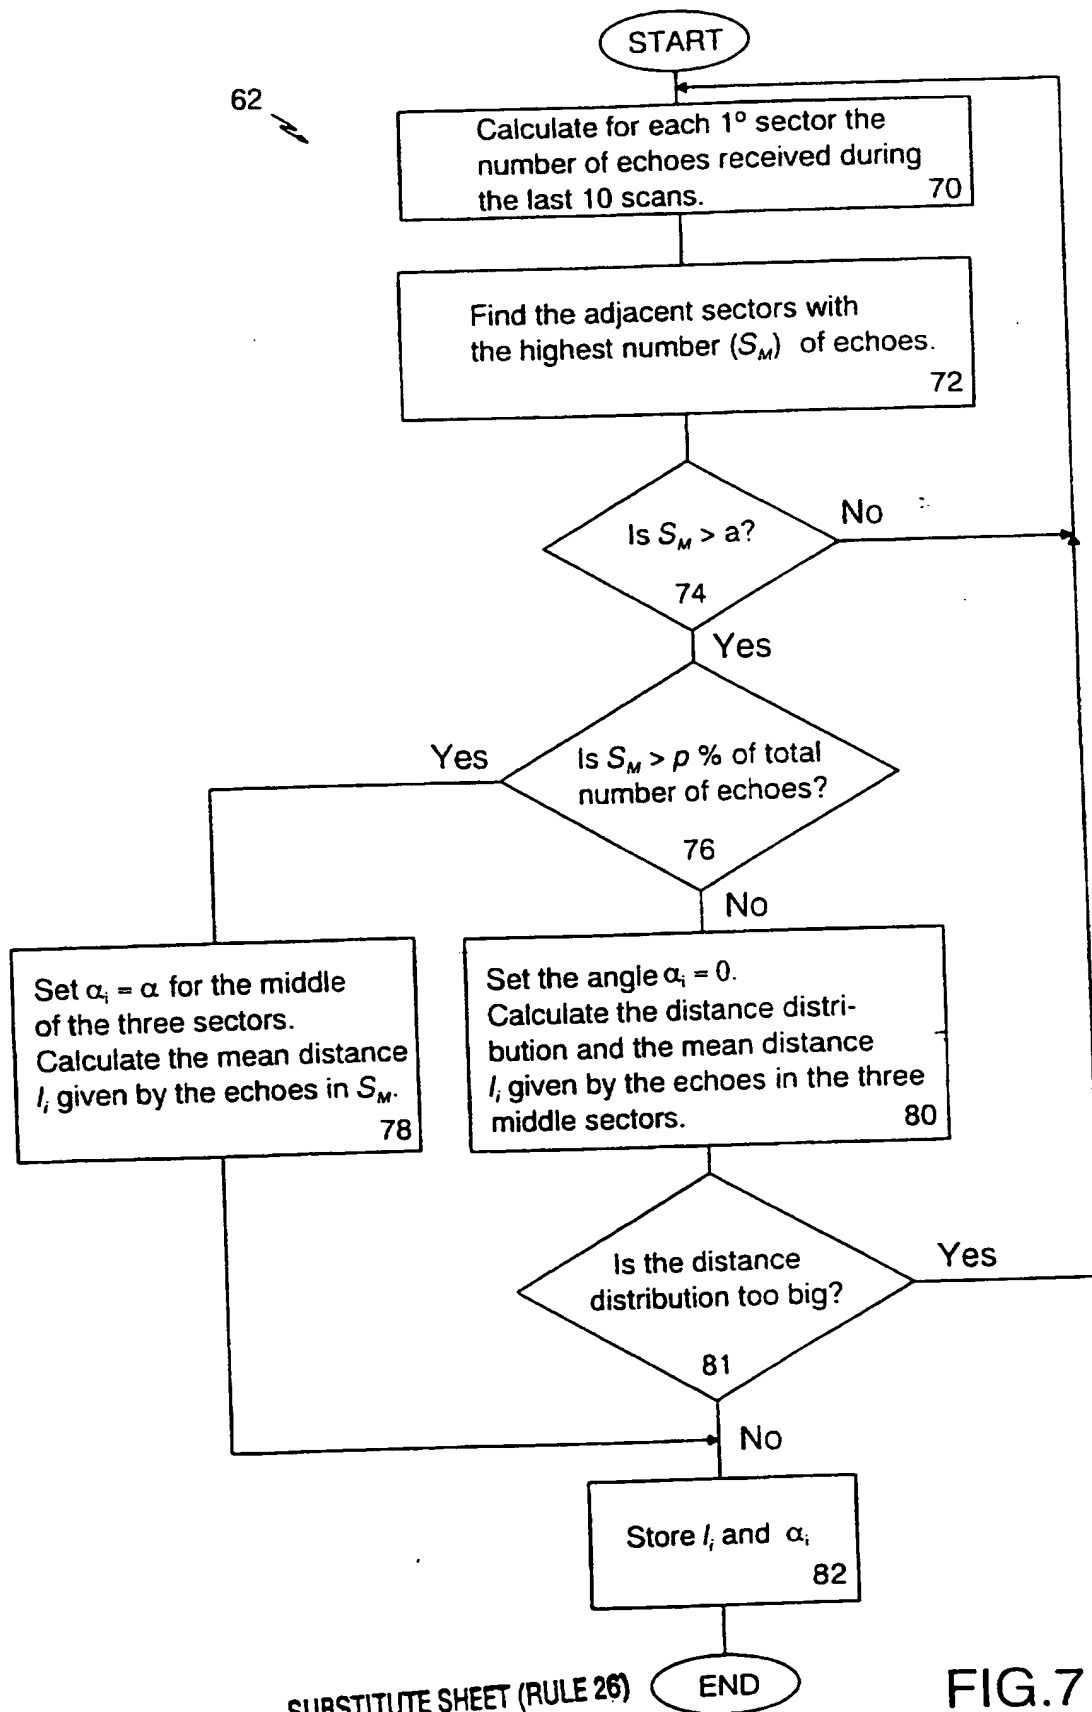 START
62
Calculate for each 1° sector the
number of echoes received during
the last 10 scans.
70
Find the adjacent sectors with
the highest number (S_M) of echoes.
72
Is S_M > a?
74
No
Yes
Is S_M > p % of total
number of echoes?
76
Yes
No
Set α_i = α for the middle
of the three sectors.
Calculate the mean distance
l_i given by the echoes in S_M.
78
Set the angle α_i = 0.
Calculate the distance distri-
bution and the mean distance
l_i given by the echoes in the three
middle sectors.
80
Is the distance
distribution too big?
81
Yes
No
Store l_i and α_i
82
END
SUBSTITUTE SHEET (RULE 26)
FIG.7